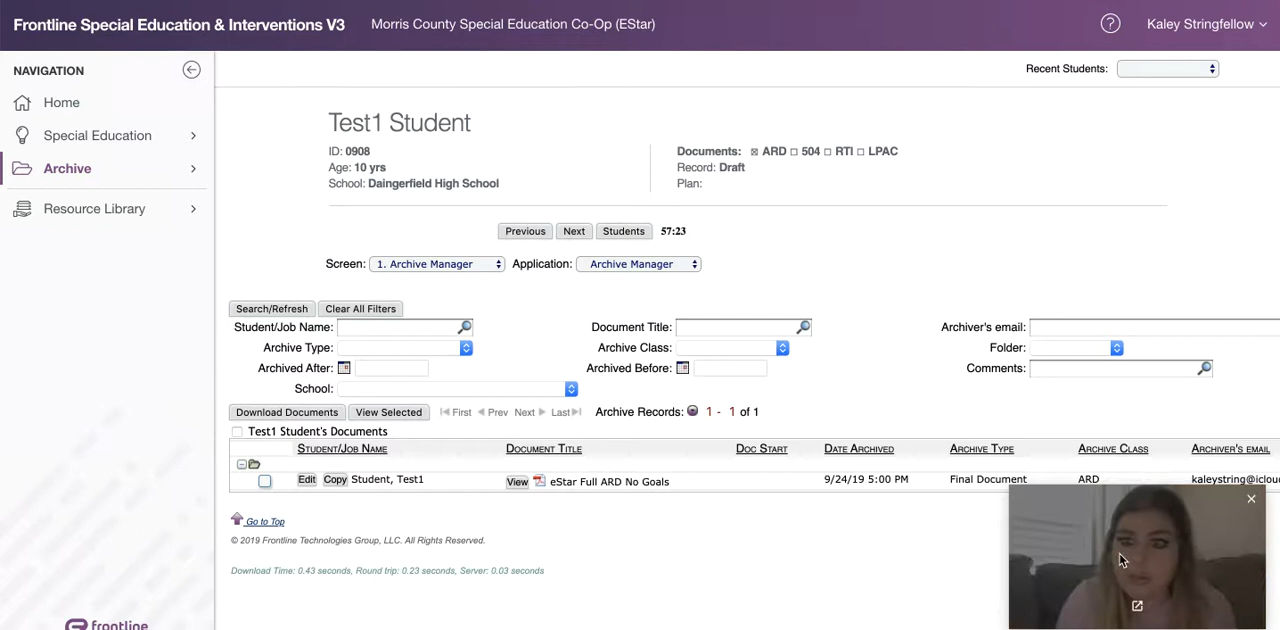 Frontline Special Education & Interventions V3 Morris County Special Education Co-Op (EStar) ? Kaley Stringfellow
NAVIGATION
Recent Students:
Home
Special Education
Archive
Resource Library
Test1 Student
ID: 0908
Age: 10 yrs
School: Daingerfield High School
Documents: ☒ ARD ☐ 504 ☐ RTI ☐ LPAC
Record: Draft
Plan:
Previous Next Students 57:23
Screen: 1. Archive Manager Application: Archive Manager
Search/Refresh Clear All Filters
Student/Job Name: Document Title: Archiver's email:
Archive Type: Archive Class: Folder:
Archived After: Archived Before: Comments:
School:
Download Documents View Selected First Prev Next Last Archive Records: 1 - 1 of 1
Test1 Student's Documents
Student/Job Name Document Title Doc Start Date Archived Archive Type Archive Class Archiver's email
Edit Copy Student, Test1 View eStar Full ARD No Goals 9/24/19 5:00 PM Final Document ARD kaleystring@iclou
Go to Top
© 2019 Frontline Technologies Group, LLC. All Rights Reserved.
Download Time: 0.43 seconds, Round trip: 0.23 seconds, Server: 0.03 seconds
frontline